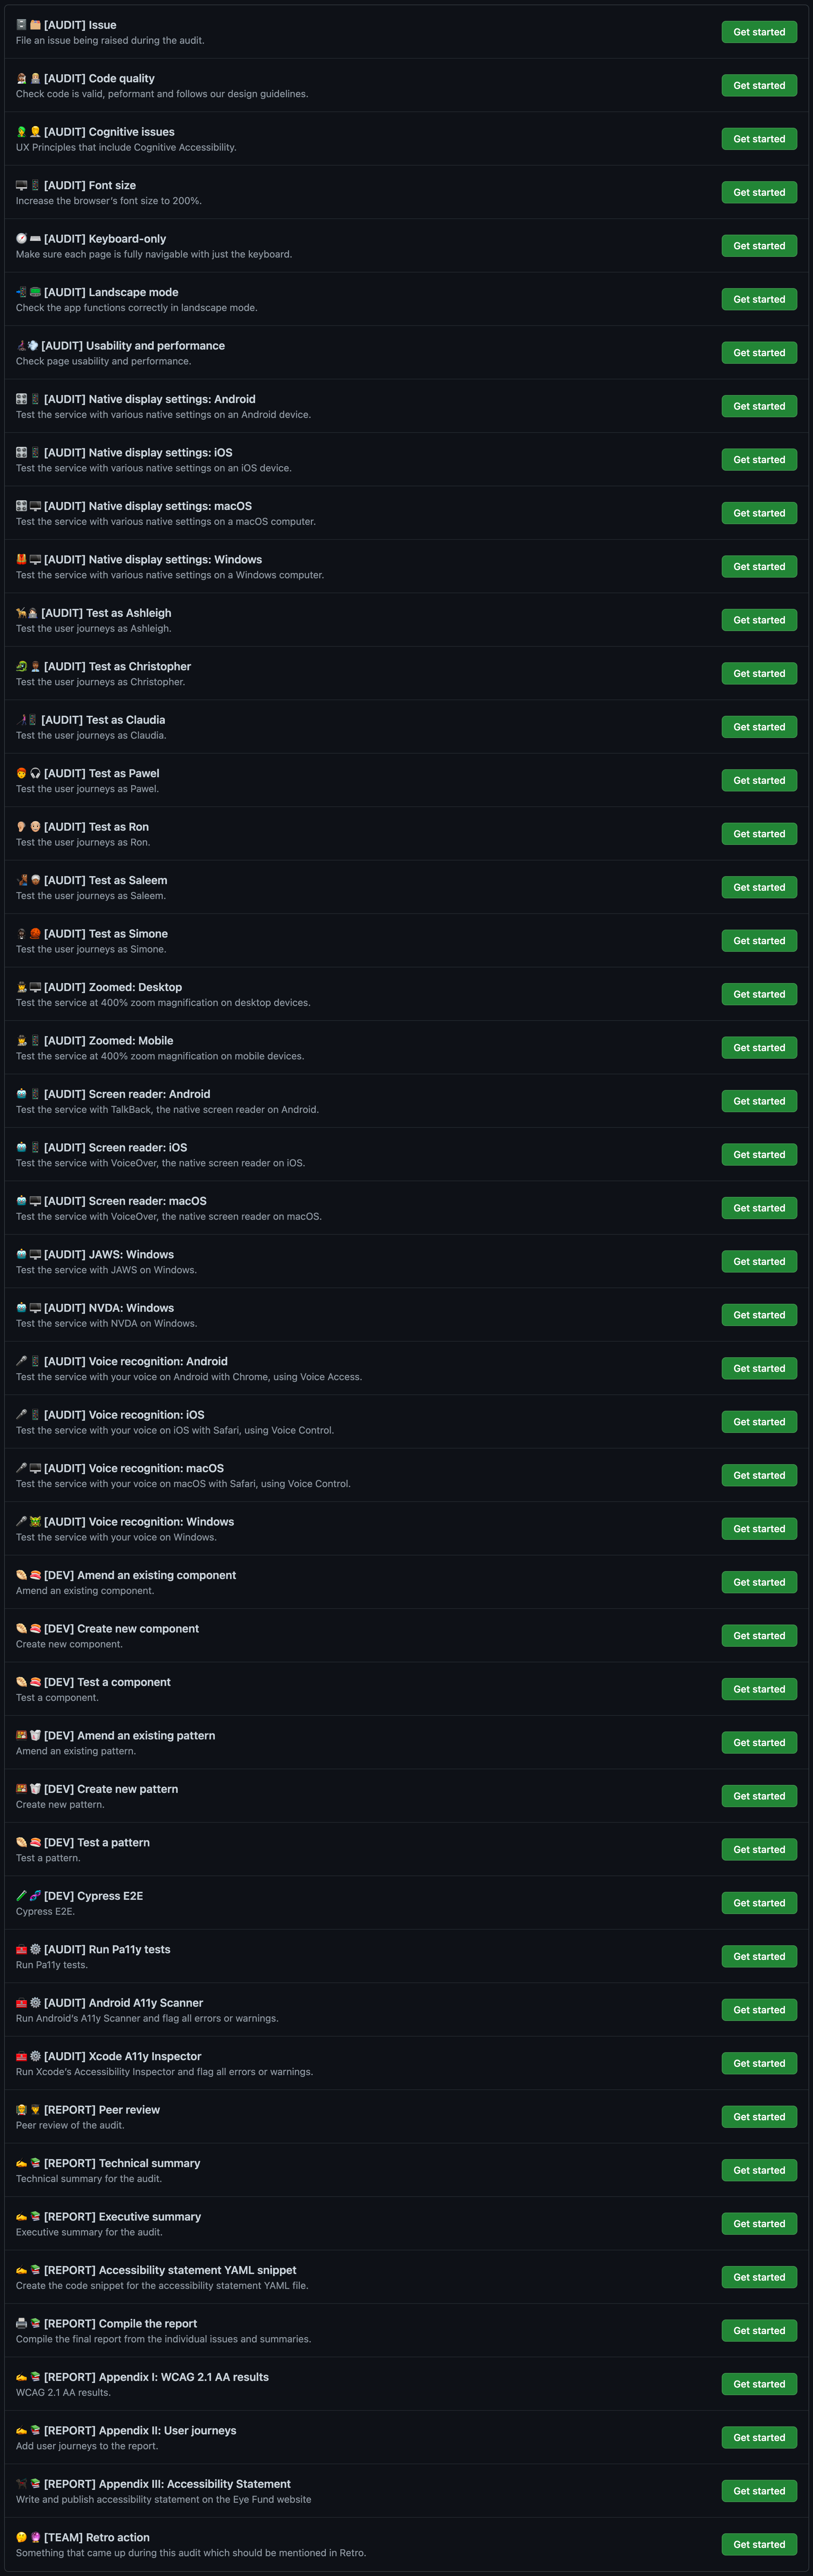 [AUDIT] Issue
Get started
File an issue being raised during the audit.
[AUDIT] Code quality
Get started
Check code is valid, peformant and follows our design guidelines.
[AUDIT] Cognitive issues
Get started
UX Principles that include Cognitive Accessibility.
[AUDIT] Font size
Get started
Increase the browser's font size to 200%.
[AUDIT] Keyboard-only
Get started
Make sure each page is fully navigable with just the keyboard.
[AUDIT] Landscape mode
Get started
Check the app functions correctly in landscape mode.
[AUDIT] Usability and performance
Get started
Check page usability and performance.
[AUDIT] Native display settings: Android
Get started
Test the service with various native settings on an Android device.
[AUDIT] Native display settings: iOS
Get started
Test the service with various native settings on an iOS device.
[AUDIT] Native display settings: macOS
Get started
Test the service with various native settings on a macOS computer.
[AUDIT] Native display settings: Windows
Get started
Test the service with various native settings on a Windows computer.
[AUDIT] Test as Ashleigh
Get started
Test the user journeys as Ashleigh.
[AUDIT] Test as Christopher
Get started
Test the user journeys as Christopher.
[AUDIT] Test as Claudia
Get started
Test the user journeys as Claudia.
[AUDIT] Test as Pawel
Get started
Test the user journeys as Pawel.
[AUDIT] Test as Ron
Get started
Test the user journeys as Ron.
[AUDIT] Test as Saleem
Get started
Test the user journeys as Saleem.
[AUDIT] Test as Simone
Get started
Test the user journeys as Simone.
[AUDIT] Zoomed: Desktop
Get started
Test the service at 400% zoom magnification on desktop devices.
[AUDIT] Zoomed: Mobile
Get started
Test the service at 400% zoom magnification on mobile devices.
[AUDIT] Screen reader: Android
Get started
Test the service with TalkBack, the native screen reader on Android.
[AUDIT] Screen reader: iOS
Get started
Test the service with VoiceOver, the native screen reader on iOS.
[AUDIT] Screen reader: macOS
Get started
Test the service with VoiceOver, the native screen reader on macOS.
[AUDIT] JAWS: Windows
Get started
Test the service with JAWS on Windows.
[AUDIT] NVDA: Windows
Get started
Test the service with NVDA on Windows.
[AUDIT] Voice recognition: Android
Get started
Test the service with your voice on Android with Chrome, using Voice Access.
[AUDIT] Voice recognition: iOS
Get started
Test the service with your voice on iOS with Safari, using Voice Control.
[AUDIT] Voice recognition: macOS
Get started
Test the service with your voice on macOS with Safari, using Voice Control.
[AUDIT] Voice recognition: Windows
Get started
Test the service with your voice on Windows.
[DEV] Amend an existing component
Get started
Amend an existing component.
[DEV] Create new component
Get started
Create new component.
[DEV] Test a component
Get started
Test a component.
[DEV] Amend an existing pattern
Get started
Amend an existing pattern.
[DEV] Create new pattern
Get started
Create new pattern.
[DEV] Test a pattern
Get started
Test a pattern.
[DEV] Cypress E2E
Get started
Cypress E2E.
[AUDIT] Run Pa11y tests
Get started
Run Pa11y tests.
[AUDIT] Android A11y Scanner
Get started
Run Android's A11y Scanner and flag all errors or warnings.
[AUDIT] Xcode A11y Inspector
Get started
Run Xcode's Accessibility Inspector and flag all errors or warnings.
[REPORT] Peer review
Get started
Peer review of the audit.
[REPORT] Technical summary
Get started
Technical summary for the audit.
[REPORT] Executive summary
Get started
Executive summary for the audit.
[REPORT] Accessibility statement YAML snippet
Get started
Create the code snippet for the accessibility statement YAML file.
[REPORT] Compile the report
Get started
Compile the final report from the individual issues and summaries.
[REPORT] Appendix I: WCAG 2.1 AA results
Get started
WCAG 2.1 AA results.
[REPORT] Appendix II: User journeys
Get started
Add user journeys to the report.
[REPORT] Appendix III: Accessibility Statement
Get started
Write and publish accessibility statement on the Eye Fund website
[TEAM] Retro action
Get started
Something that came up during this audit which should be mentioned in Retro.